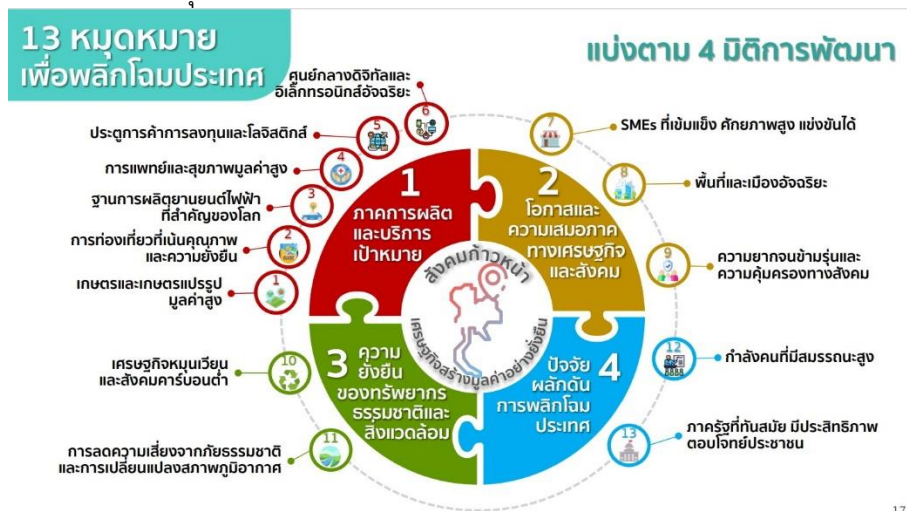 13 หมุดหมาย
เพื่อพลิกโฉมประเทศ
แบ่งตาม 4 มิติการพัฒนา
ศูนย์กลางดิจิทัลและ
อิเล็กทรอนิกส์อัจฉริยะ
6
ประตูการค้าการลงทุนและโลจิสติกส์
5
การแพทย์และสุขภาพมูลค่าสูง
4
ฐานการผลิตยานยนต์ไฟฟ้า
ที่สำคัญของโลก
3
การท่องเที่ยวที่เน้นคุณภาพ
และความยั่งยืน
2
เกษตรและเกษตรแปรรูป
มูลค่าสูง
1
1
ภาคการผลิต
และบริการ
เป้าหมาย
7
SMEs ที่เข้มแข็ง ศักยภาพสูง แข่งขันได้
8
พื้นที่และเมืองอัจฉริยะ
9
ความยากจนข้ามรุ่นและ
ความคุ้มครองทางสังคม
2
โอกาสและ
ความเสมอภาค
ทางเศรษฐกิจ
และสังคม
สังคมก้าวหน้า
เศรษฐกิจสร้างมูลค่าอย่างยั่งยืน
เศรษฐกิจหมุนเวียน
และสังคมคาร์บอนต่ำ
10
การลดความเสี่ยงจากภัยธรรมชาติ
และการเปลี่ยนแปลงสภาพภูมิอากาศ
11
3 ความ
ยั่งยืน
ของทรัพยากร
ธรรมชาติและ
สิ่งแวดล้อม
ปัจจัย 4
ผลักดัน
การพลิกโฉม
ประเทศ
12
กำลังคนที่มีสมรรถนะสูง
13
ภาครัฐที่ทันสมัย มีประสิทธิภาพ
ตอบโจทย์ประชาชน
17